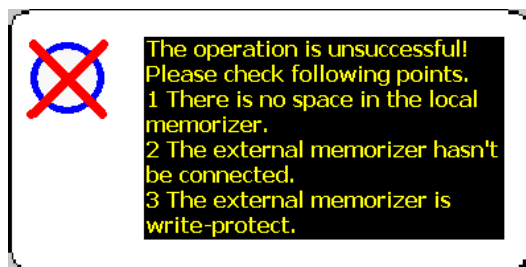 The operation is unsuccessful!
Please check following points.
1 There is no space in the local
memorizer.
2 The external memorizer hasn't
be connected.
3 The external memorizer is
write-protect.